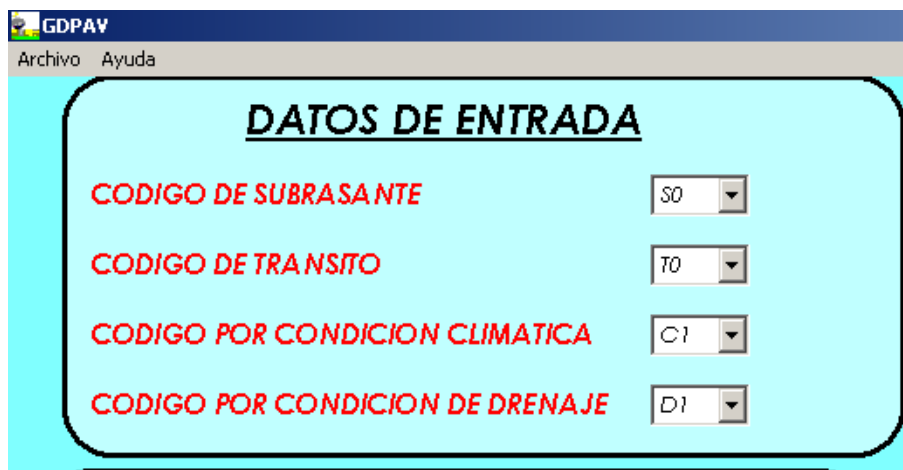 GDPAV
Archivo Ayuda
DATOS DE ENTRADA
CODIGO DE SUBRASANTE S0
CODIGO DE TRANSITO T0
CODIGO POR CONDICION CLIMATICA C1
CODIGO POR CONDICION DE DRENAJE D1